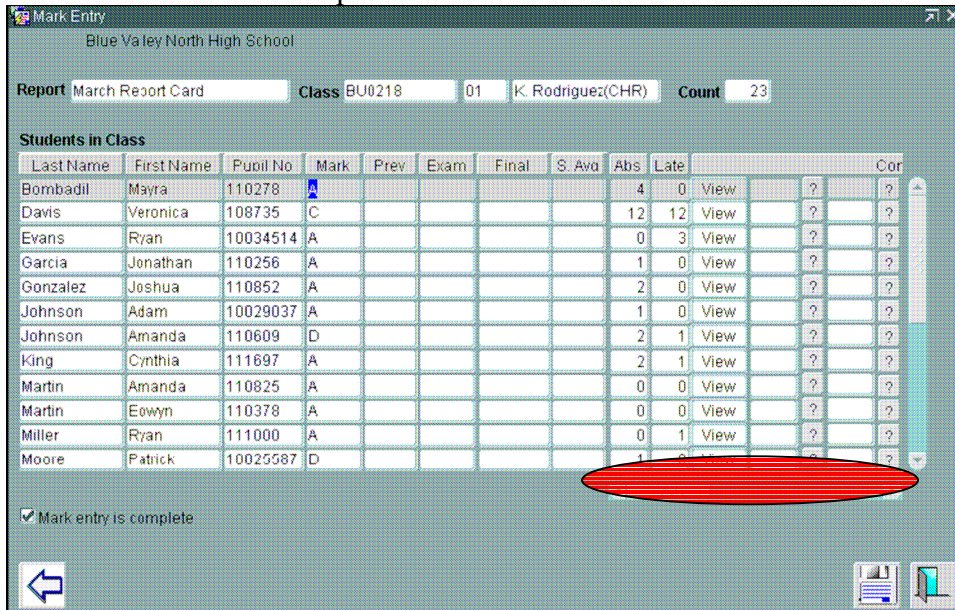 Mark Entry
Blue Valley North High School
Report March Report Card Class BU0218 01 K. Rodriguez(CHR) Count 23
Students in Class
Last Name First Name Pupil No Mark Prev Exam Final S. Avg Abs Late Cor
Bombadil Mayra 110278 A 4 0 View ? ?
Davis Veronica 108735 C 12 12 View ? ?
Evans Ryan 10034514 A 0 3 View ? ?
Garcia Jonathan 110256 A 1 0 View ? ?
Gonzalez Joshua 110852 A 2 0 View ? ?
Johnson Adam 10029037 A 1 0 View ? ?
Johnson Amanda 110609 D 2 1 View ? ?
King Cynthia 111697 A 2 1 View ? ?
Martin Amanda 110825 A 0 0 View ? ?
Martin Eowyn 110378 A 0 0 View ? ?
Miller Ryan 111000 A 0 1 View ? ?
Moore Patrick 10025587 D 1 ?
Mark entry is complete